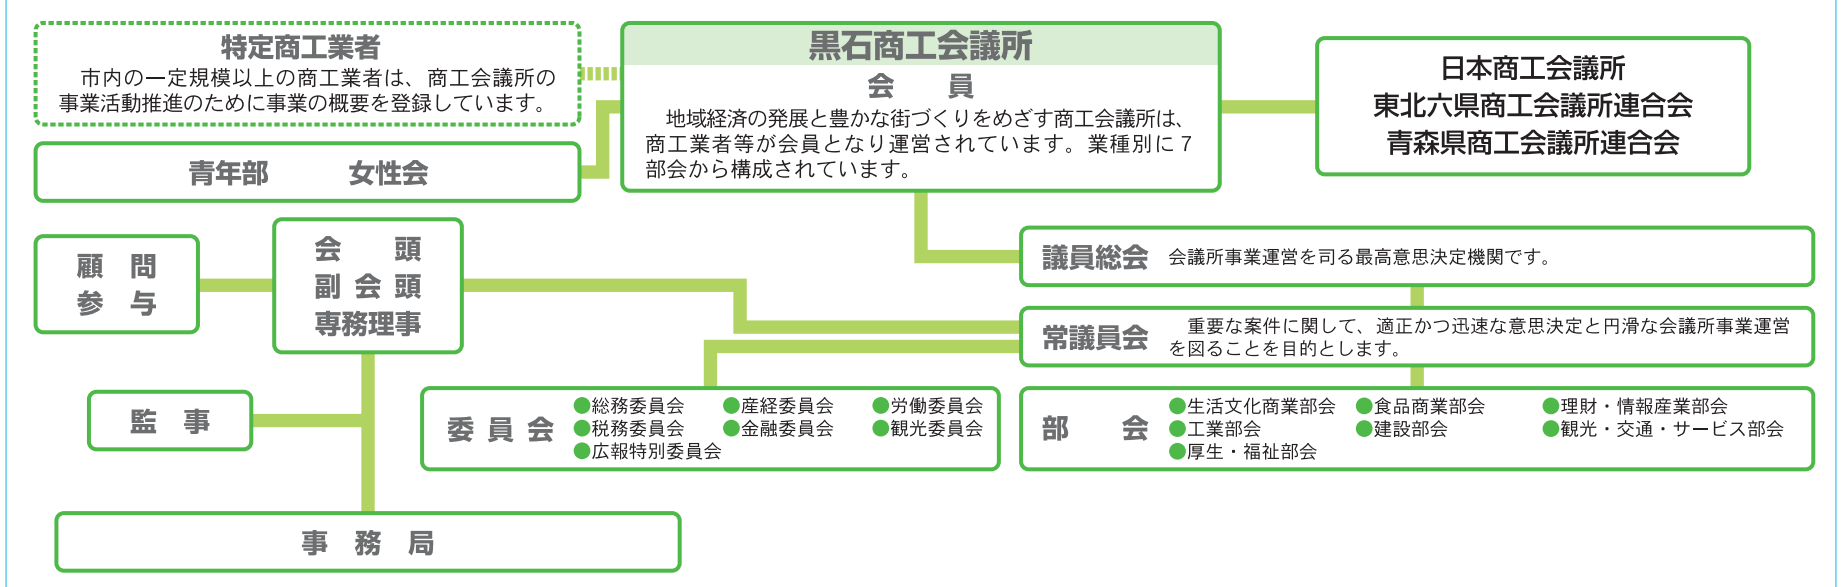 特定商工業者
市内の一定規模以上の商工業者は、商工会議所の
事業活動推進のために事業の概要を登録しています。
青年部　女性会
黒石商工会議所
会　員
地域経済の発展と豊かな街づくりをめざす商工会議所は、
商工業者等が会員となり運営されています。業種別に7
部会から構成されています。
日本商工会議所
東北六県商工会議所連合会
青森県商工会議所連合会
顧　問
参　与
会　頭
副 会 頭
専務理事
議員総会　会議所事業運営を司る最高意思決定機関です。
常議員会
重要な案件に関して、適正かつ迅速な意思決定と円滑な会議所事業運営
を図ることを目的とします。
監　事
委 員 会
●総務委員会　●産経委員会　●労働委員会
●税務委員会　●金融委員会　●観光委員会
●広報特別委員会
部　会
●生活文化商業部会　●食品商業部会　●理財・情報産業部会
●工業部会　●建設部会　●観光・交通・サービス部会
●厚生・福祉部会
事　務　局